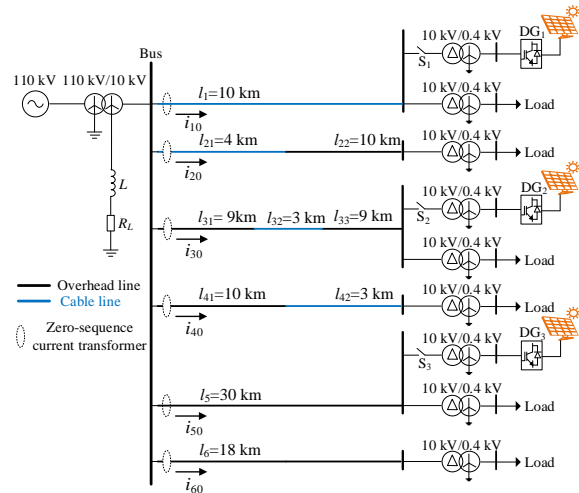 Bus
110 kV
110 kV/10 kV
L
R_L
Overhead line
Cable line
Zero-sequence
current transformer
10 kV/0.4 kV
DG₁
S₁
l₁=10 km
i₁₀
10 kV/0.4 kV
Load
l₂₁=4 km
l₂₂=10 km
i₂₀
10 kV/0.4 kV
Load
10 kV/0.4 kV
DG₂
S₂
l₃₁= 9km
l₃₂=3 km
l₃₃=9 km
i₃₀
10 kV/0.4 kV
Load
l₄₁=10 km
l₄₂=3 km
i₄₀
10 kV/0.4 kV
Load
10 kV/0.4 kV
DG₃
S₃
l₅=30 km
i₅₀
10 kV/0.4 kV
Load
l₆=18 km
i₆₀
10 kV/0.4 kV
Load